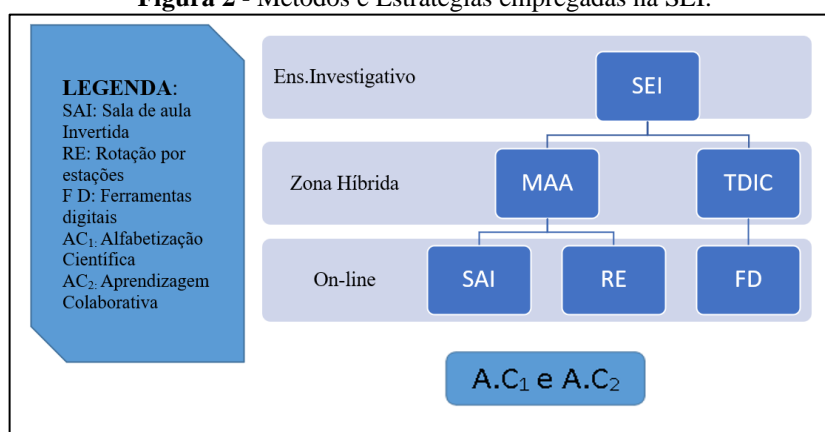 Figura 2 - Métodos e Estratégias empregadas na SEI.
LEGENDA:
SAI: Sala de aula
Invertida
RE: Rotação por
estações
F D: Ferramentas
digitais
AC1: Alfabetização
Científica
AC2: Aprendizagem
Colaborativa
Ens.Investigativo
SEI
Zona Híbrida
MAA
TDIC
On-line
SAI
RE
FD
A.C1 e A.C2